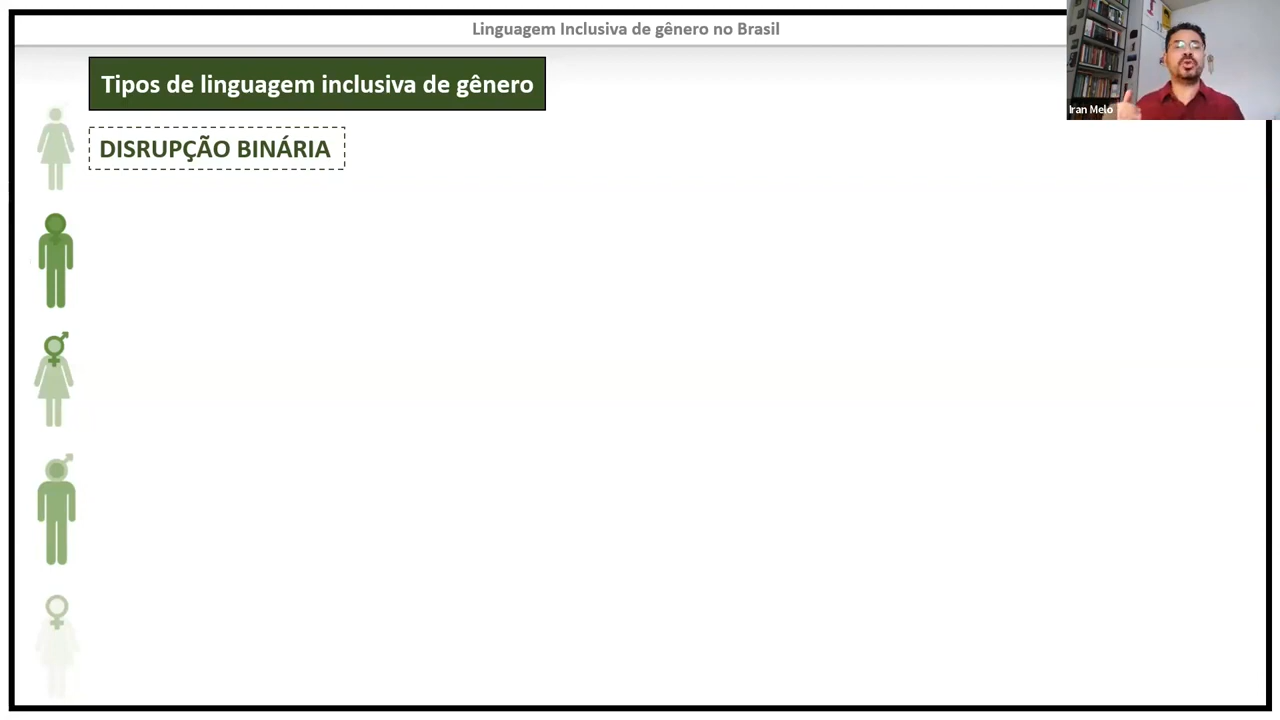 Linguagem Inclusiva de gênero no Brasil
Tipos de linguagem inclusiva de gênero
Iran Melo
DISRUPÇÃO BINÁRIA